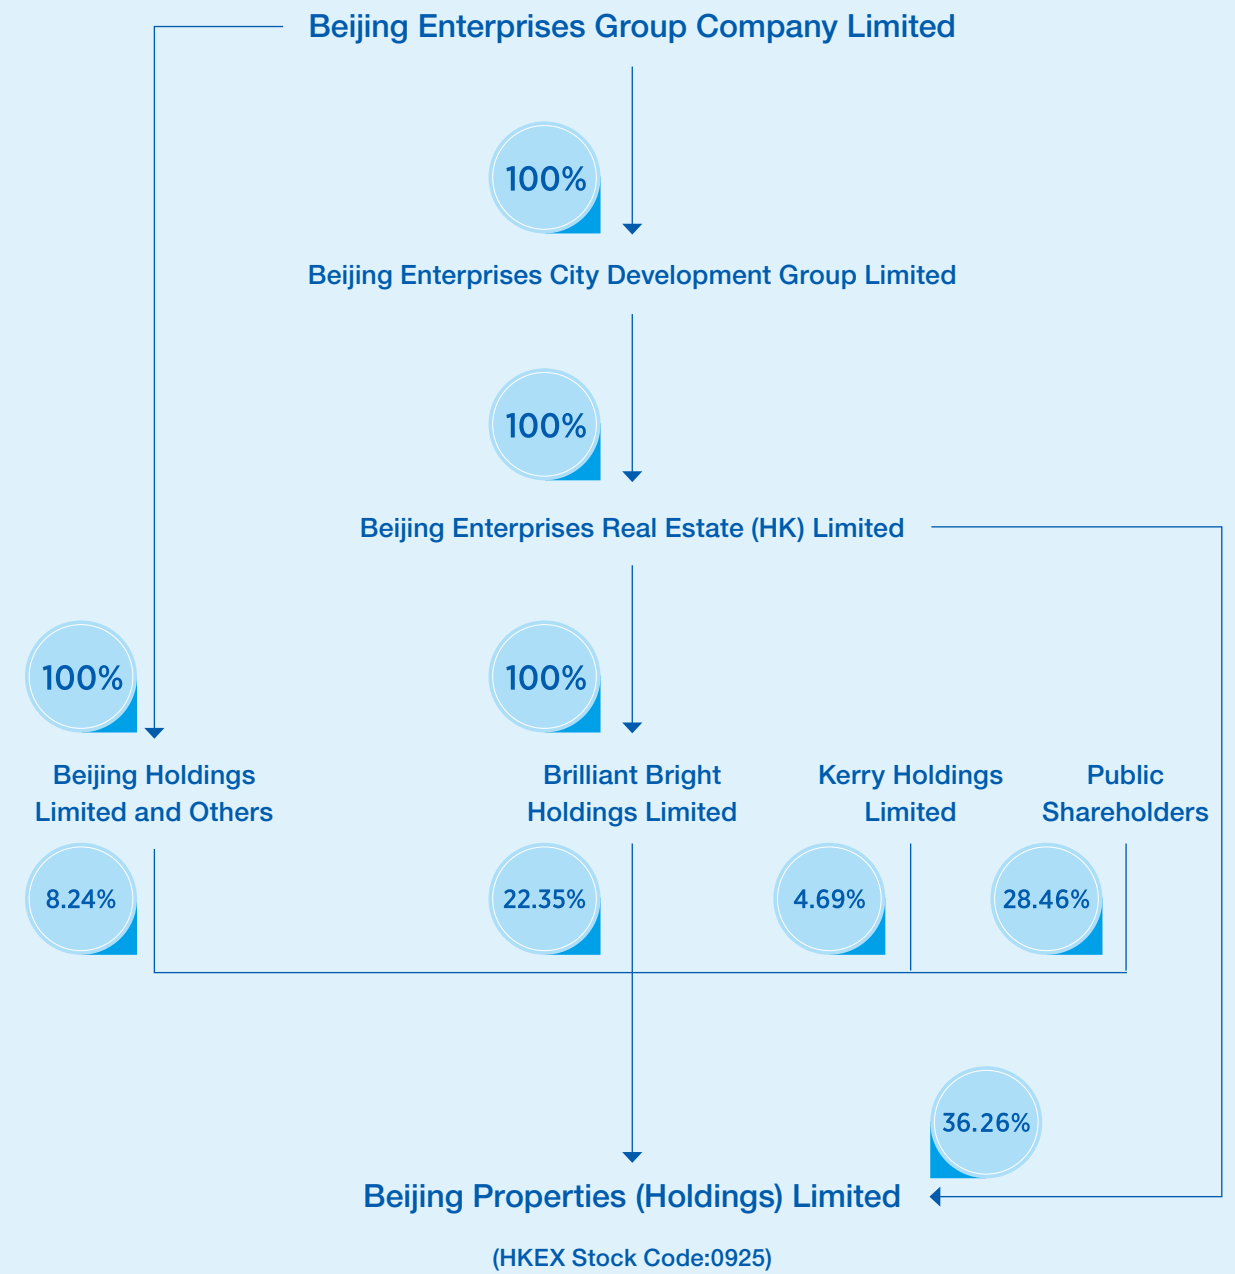 Beijing Enterprises Group Company Limited
100%
Beijing Enterprises City Development Group Limited
100%
Beijing Enterprises Real Estate (HK) Limited
100%
100%
Beijing Holdings
Limited and Others
Brilliant Bright
Holdings Limited
Kerry Holdings
Limited
Public
Shareholders
8.24%
22.35%
4.69%
28.46%
36.26%
Beijing Properties (Holdings) Limited
(HKEX Stock Code:0925)